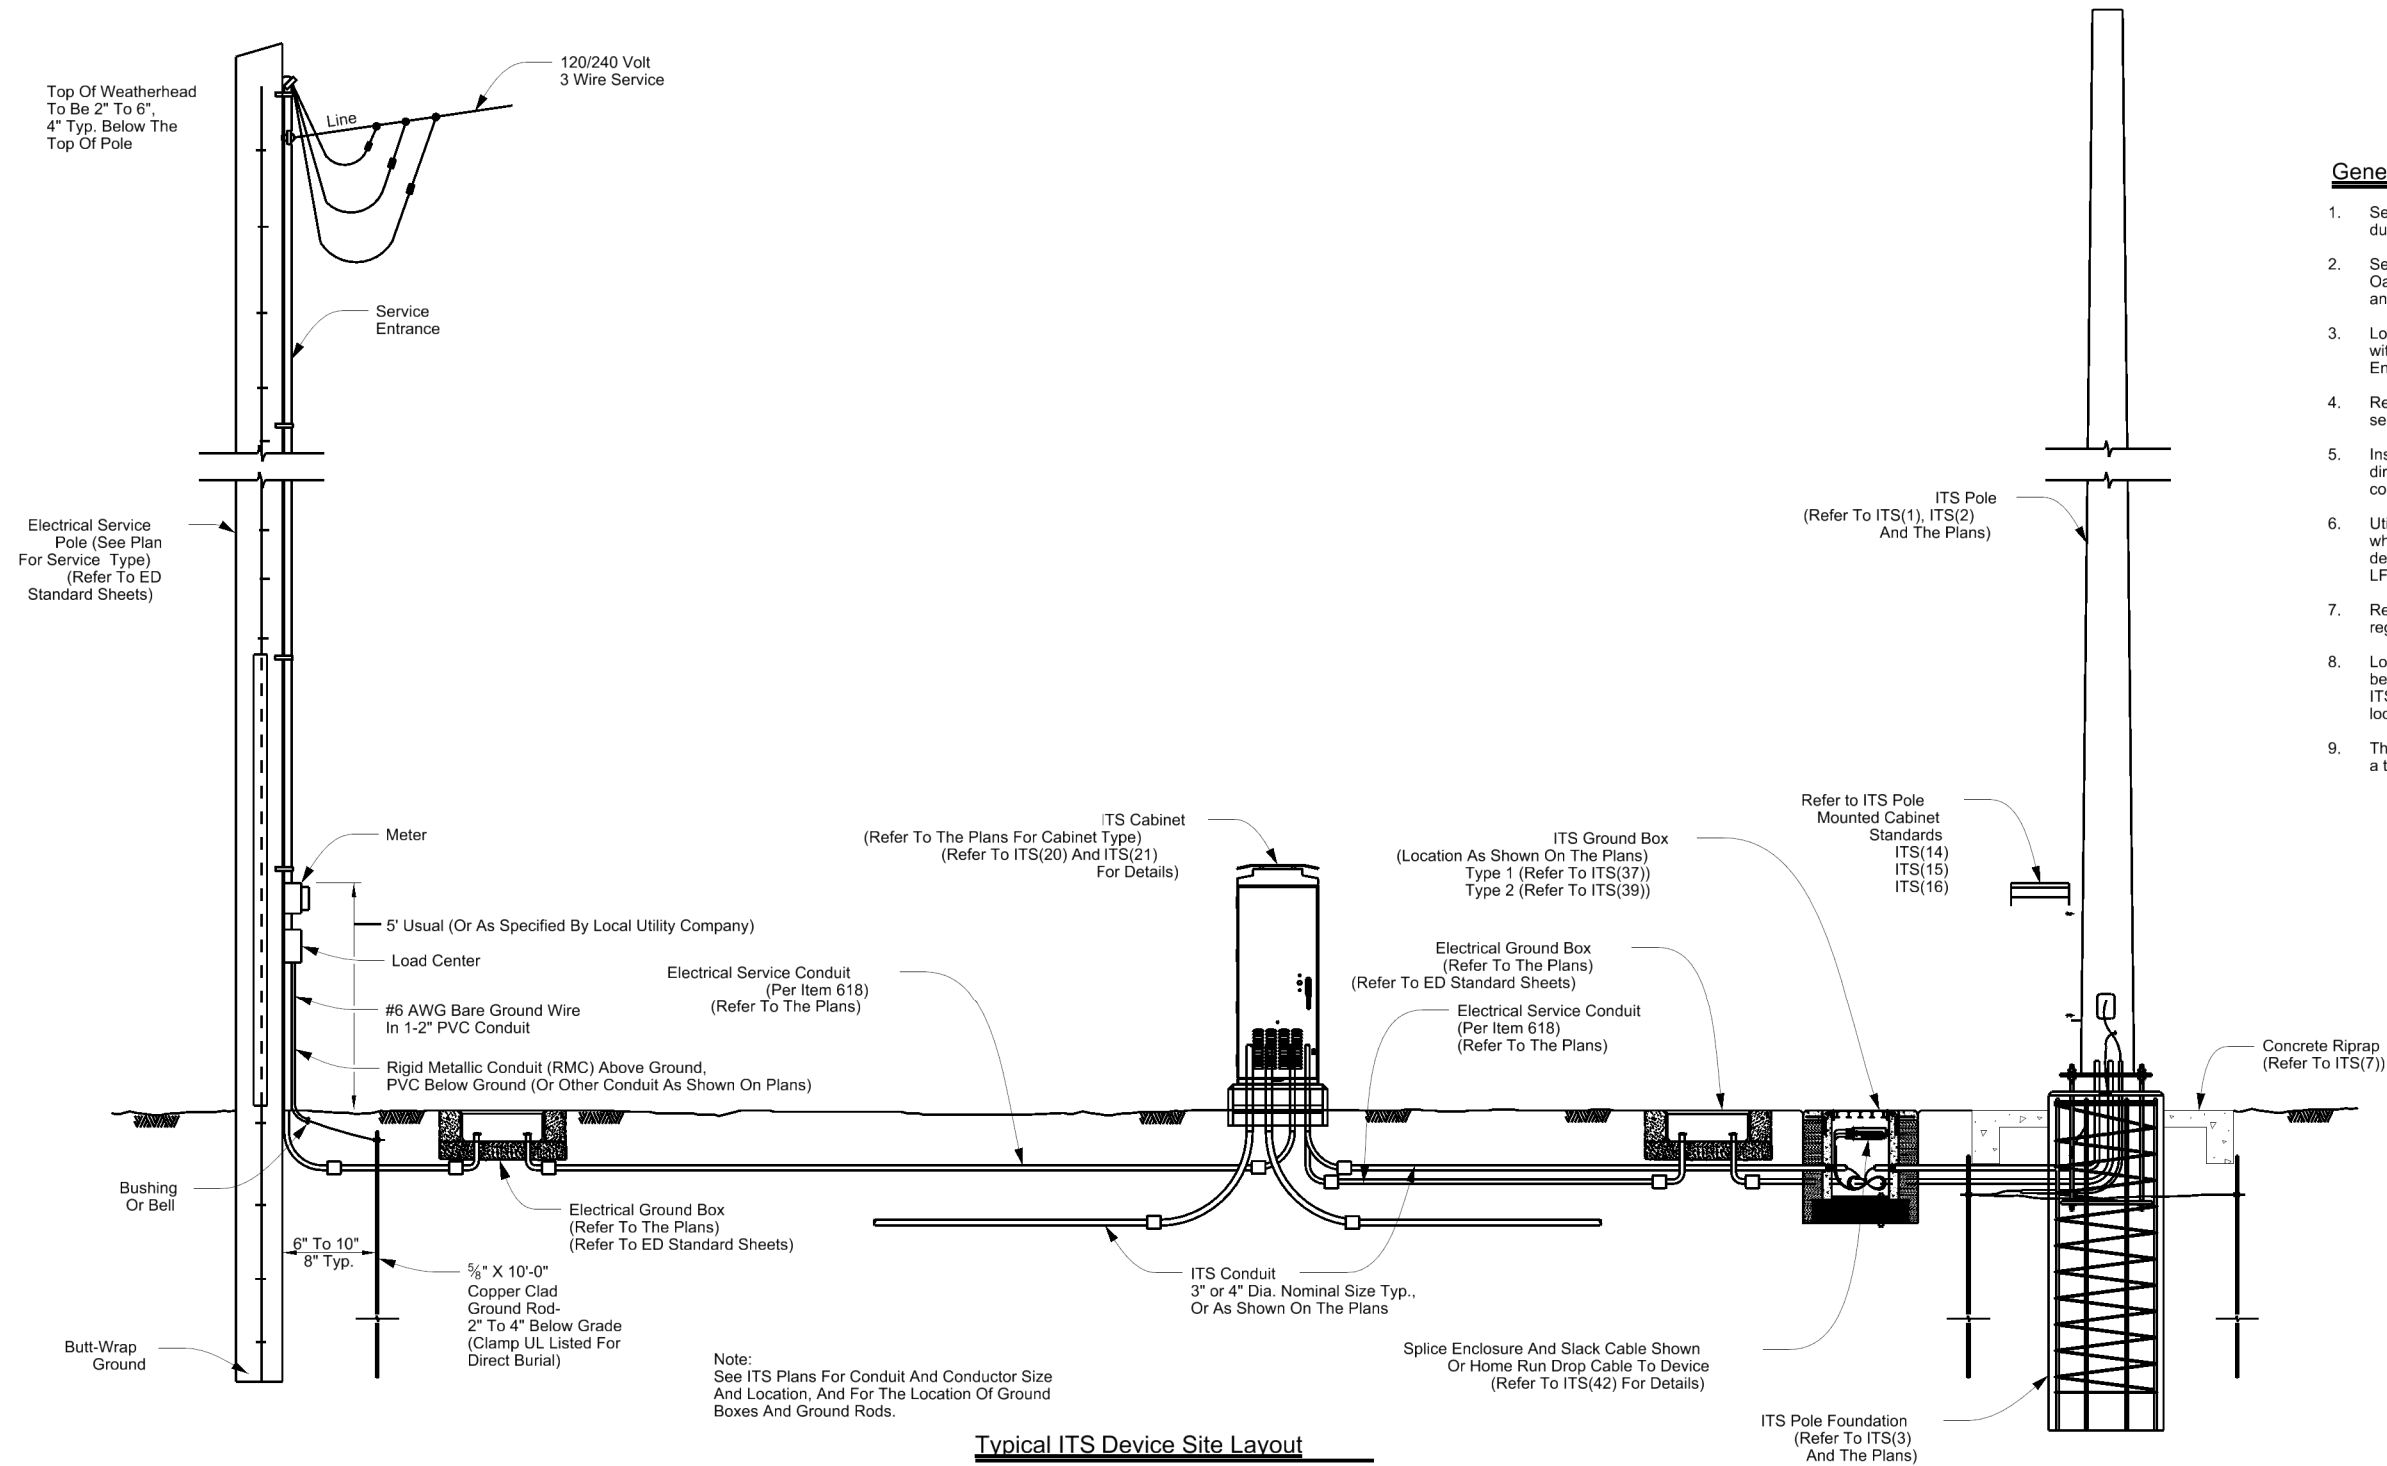 Top Of Weatherhead
To Be 2" To 6",
4" Typ. Below The
Top Of Pole
120/240 Volt
3 Wire Service
Line
Service
Entrance
Electrical Service
Pole (See Plan
For Service Type)
(Refer To ED
Standard Sheets)
Meter
5' Usual (Or As Specified By Local Utility Company)
Load Center
#6 AWG Bare Ground Wire
In 1-2" PVC Conduit
Rigid Metallic Conduit (RMC) Above Ground,
PVC Below Ground (Or Other Conduit As Shown On Plans)
Bushing
Or Bell
6" To 10"
8" Typ.
⅝" X 10'-0"
Copper Clad
Ground Rod-
2" To 4" Below Grade
(Clamp UL Listed For
Direct Burial)
Butt-Wrap
Ground
Electrical Ground Box
(Refer To The Plans)
(Refer To ED Standard Sheets)
Electrical Service Conduit
(Per Item 618)
(Refer To The Plans)
ITS Cabinet
(Refer To The Plans For Cabinet Type)
(Refer To ITS(20) And ITS(21)
For Details)
ITS Ground Box
(Location As Shown On The Plans)
Type 1 (Refer To ITS(37))
Type 2 (Refer To ITS(39))
Electrical Ground Box
(Refer To The Plans)
(Refer To ED Standard Sheets)
Electrical Service Conduit
(Per Item 618)
(Refer To The Plans)
ITS Conduit
3" or 4" Dia. Nominal Size Typ.,
Or As Shown On The Plans
Splice Enclosure And Slack Cable Shown
Or Home Run Drop Cable To Device
(Refer To ITS(42) For Details)
ITS Pole
(Refer To ITS(1), ITS(2)
And The Plans)
Refer to ITS Pole
Mounted Cabinet
Standards
ITS(14)
ITS(15)
ITS(16)
Concrete Riprap
(Refer To ITS(7))
ITS Pole Foundation
(Refer To ITS(3)
And The Plans)
Note:
See ITS Plans For Conduit And Conductor Size
And Location, And For The Location Of Ground
Boxes And Ground Rods.
Typical ITS Device Site Layout
1.
2.
3.
4.
5.
6.
7.
8.
9.
a t